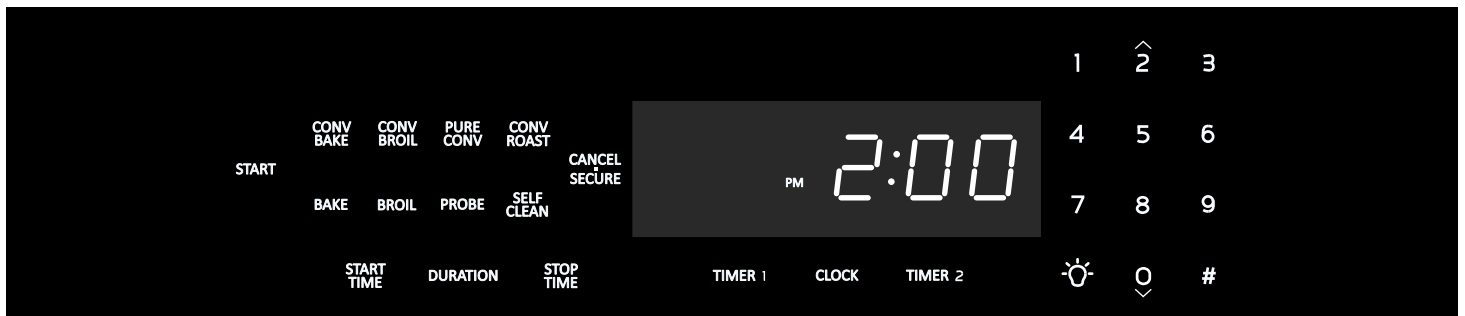 1 2 3
CONV BAKE CONV BROIL PURE CONV CONV ROAST
4 5 6
START
CANCEL
SECURE
PM 2:00
BAKE BROIL PROBE SELF CLEAN
7 8 9
START TIME DURATION STOP TIME
TIMER 1 CLOCK TIMER 2
0 #